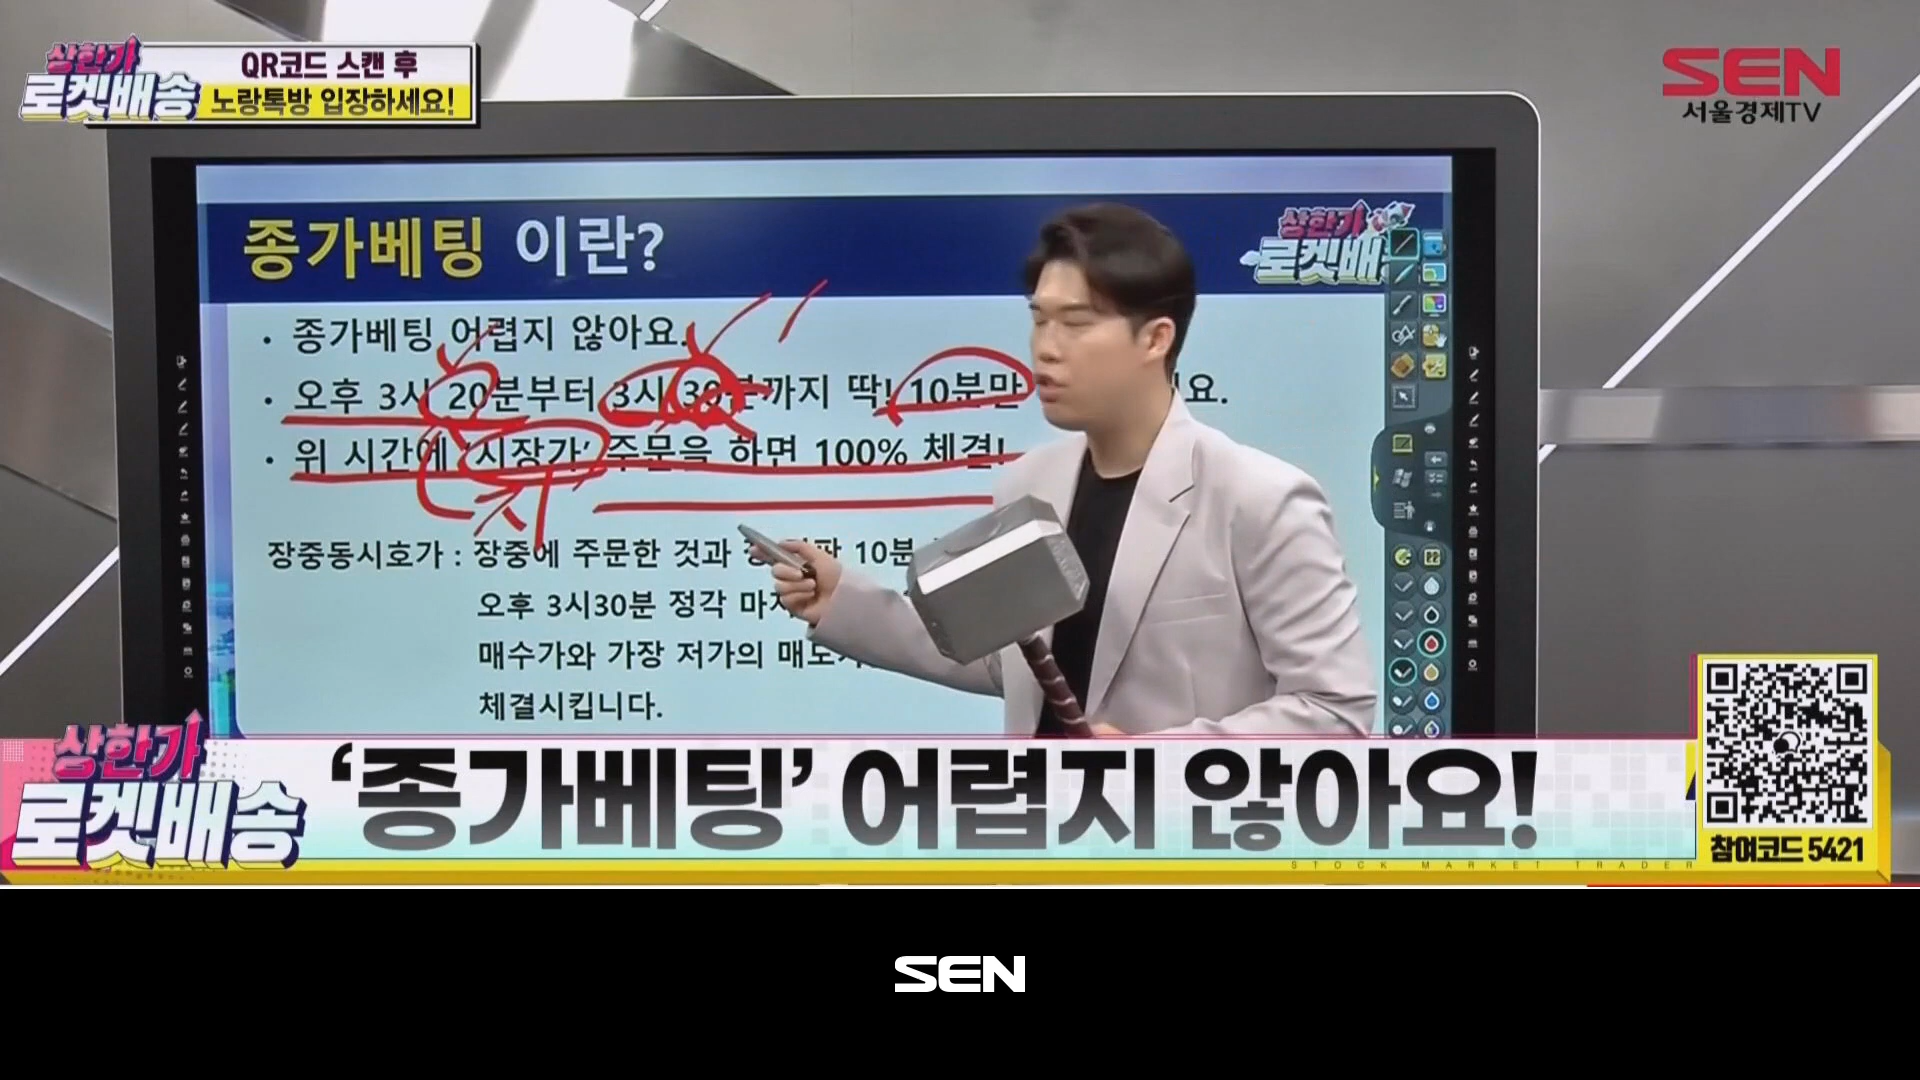 상한가
로켓배송
QR코드 스캔 후
노랑톡방 입장하세요!
SEN
서울경제TV
종가베팅 이란?
상한가
로켓배
• 종가베팅 어렵지 않아요.
• 오후 3시 20분부터 3시 30분까지 딱! 10분만 요.
• 위 시간에 '시장가' 주문을 하면 100% 체결!
장중동시호가 : 장중에 주문한 것과 10분
오후 3시30분 정각
매수가와 가장 저가의
체결시킵니다.
상한가
로켓배송
'종가베팅' 어렵지 않아요!
STOCK MARKET TRADER
참여코드 5421
SEN